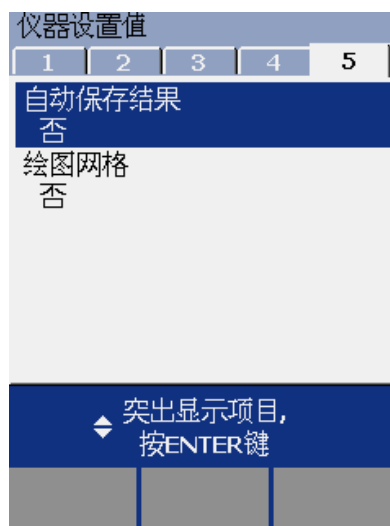 仪器设置值
1 2 3 4 5
自动保存结果
否
绘图网格
否
突出显示项目,
按ENTER键